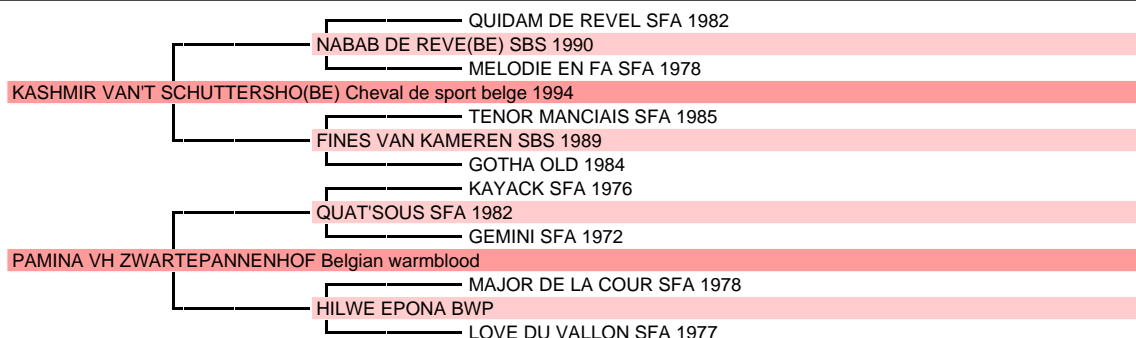 QUIDAM DE REVEL SFA 1982
NABAB DE REVE(BE) SBS 1990
MELODIE EN FA SFA 1978
KASHMIR VAN'T SCHUTTERSHO(BE) Cheval de sport belge 1994
TENOR MANCIAIS SFA 1985
FINES VAN KAMEREN SBS 1989
GOTHA OLD 1984
KAYACK SFA 1976
QUAT'SOUS SFA 1982
GEMINI SFA 1972
PAMINA VH ZWARTEPANNENHOF Belgian warmblood
MAJOR DE LA COUR SFA 1978
HILWE EPONA BWP
LOVE DU VALLON SFA 1977